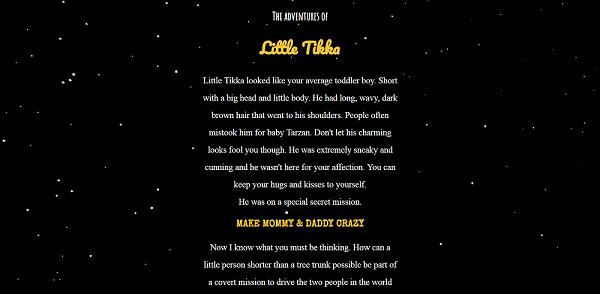 The adventures of
Little Tikka
Little Tikka looked like your average toddler boy. Short
with a big head and little body. He had long, wavy, dark
brown hair that went to his shoulders. People often
mistook him for baby Tarzan. Don't let his charming
looks fool you though. He was extremely sneaky and
cunning and he wasn't here for your affection. You can
keep your hugs and kisses to yourself.
He was on a special secret mission.
MAKE MOMMY & DADDY CRAZY
Now I know what you must be thinking. How can a
little person shorter than a tree trunk possible be part of
a covert mission to drive the two people in the world